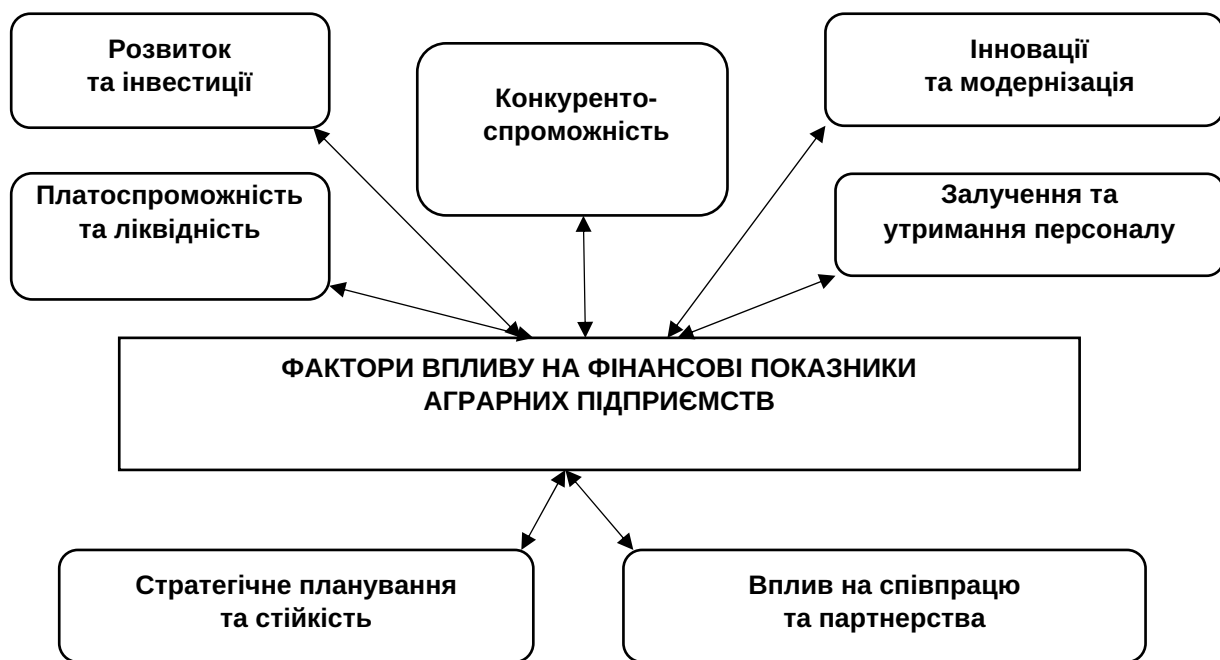 Розвиток
та інвестиції
Конкуренто-
спроможність
Інновації
та модернізація
Платоспроможність
та ліквідність
Залучення та
утримання персоналу
ФАКТОРИ ВПЛИВУ НА ФІНАНСОВІ ПОКАЗНИКИ
АГРАРНИХ ПІДПРИЄМСТВ
Стратегічне планування
та стійкість
Вплив на співпрацю
та партнерства